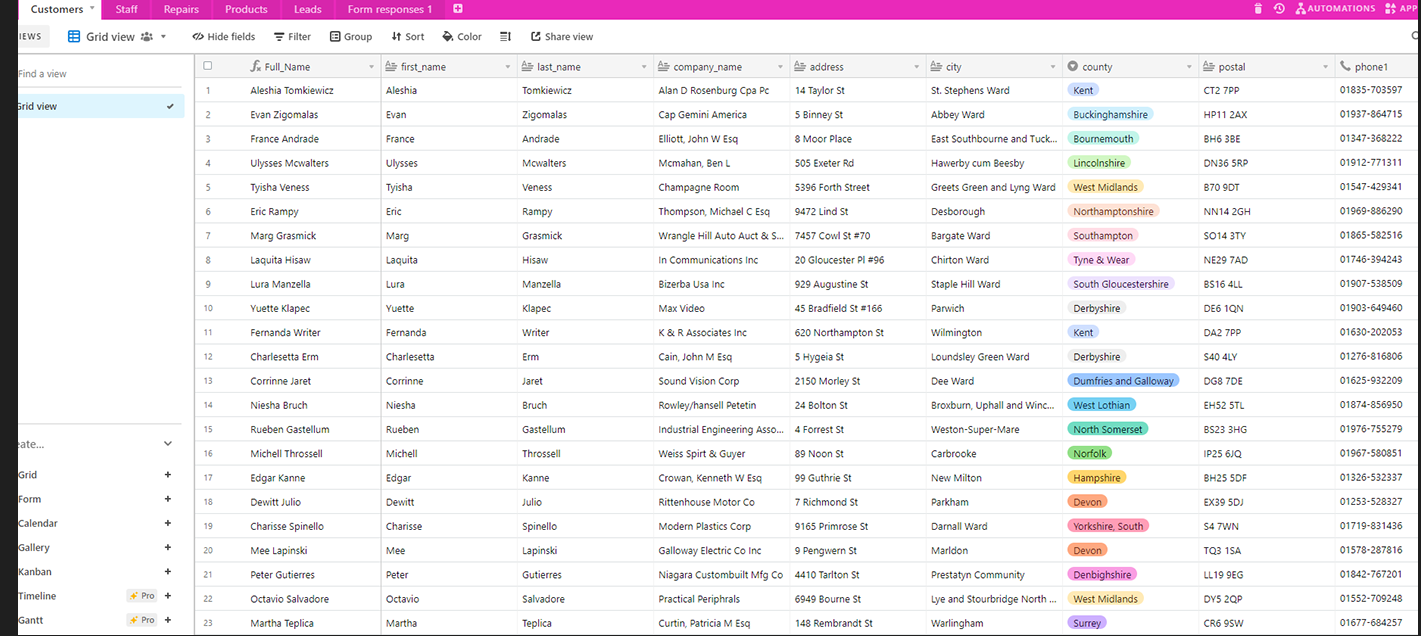 Customers Staff Repairs Products Leads Form responses 1 AUTOMATIONS APP
IEWS Grid view Hide fields Filter Group Sort Color Share view
Find a view
Grid view
Full_Name first_name last_name company_name address city county postal phone1
1 Aleshia Tomkiewicz Aleshia Tomkiewicz Alan D Rosenburg Cpa Pc 14 Taylor St St. Stephens Ward Kent CT2 7PP 01835-703597
2 Evan Zigomalas Evan Zigomalas Cap Gemini America 5 Binney St Abbey Ward Buckinghamshire HP11 2AX 01937-864715
3 France Andrade France Andrade Elliott, John W Esq 8 Moor Place East Southbourne and Tuck... Bournemouth BH6 3BE 01347-368222
4 Ulysses Mcwalters Ulysses Mcwalters Mcmahan, Ben L 505 Exeter Rd Hawerby cum Beesby Lincolnshire DN36 5RP 01912-771311
5 Tyisha Veness Tyisha Veness Champagne Room 5396 Forth Street Greets Green and Lyng Ward West Midlands B70 9DT 01547-429341
6 Eric Rampy Eric Rampy Thompson, Michael C Esq 9472 Lind St Desborough Northamptonshire NN14 2GH 01969-886290
7 Marg Grasmick Marg Grasmick Wrangle Hill Auto Auct & S... 7457 Cowl St #70 Bargate Ward Southampton SO14 3TY 01865-582516
8 Laquita Hisaw Laquita Hisaw In Communications Inc 20 Gloucester Pl #96 Chirton Ward Tyne & Wear NE29 7AD 01746-394243
9 Lura Manzella Lura Manzella Bizerba Usa Inc 929 Augustine St Staple Hill Ward South Gloucestershire BS16 4LL 01907-538509
10 Yuette Klapec Yuette Klapec Max Video 45 Bradfield St #166 Parwich Derbyshire DE6 1QN 01903-649460
11 Fernanda Writer Fernanda Writer K & R Associates Inc 620 Northampton St Wilmington Kent DA2 7PP 01630-202053
12 Charlesetta Erm Charlesetta Erm Cain, John M Esq 5 Hygeia St Loundsley Green Ward Derbyshire S40 4LY 01276-816806
13 Corrinne Jaret Corrinne Jaret Sound Vision Corp 2150 Morley St Dee Ward Dumfries and Galloway DG8 7DE 01625-932209
14 Niesha Bruch Niesha Bruch Rowley/hansell Petetin 24 Bolton St Broxburn, Uphall and Winc... West Lothian EH52 5TL 01874-856950
15 Rueben Gastellum Rueben Gastellum Industrial Engineering Asso... 4 Forrest St Weston-Super-Mare North Somerset BS23 3HG 01976-755279
16 Michell Throssell Michell Throssell Weiss Spirt & Guyer 89 Noon St Carbrooke Norfolk IP25 6JQ 01967-580851
17 Edgar Kanne Edgar Kanne Crowan, Kenneth W Esq 99 Guthrie St New Milton Hampshire BH25 5DF 01326-532337
18 Dewitt Julio Dewitt Julio Rittenhouse Motor Co 7 Richmond St Parkham Devon EX39 5DJ 01253-528327
19 Charisse Spinello Charisse Spinello Modern Plastics Corp 9165 Primrose St Darnall Ward Yorkshire, South S4 7WN 01719-831436
20 Mee Lapinski Mee Lapinski Galloway Electric Co Inc 9 Pengwern St Marldon Devon TQ3 1SA 01578-287816
21 Peter Gutierres Peter Gutierres Niagara Custombuilt Mfg Co 4410 Tarlton St Prestatyn Community Denbighshire LL19 9EG 01842-767201
22 Octavio Salvadore Octavio Salvadore Practical Periphrals 6949 Bourne St Lye and Stourbridge North ... West Midlands DY5 2QP 01552-709248
23 Martha Teplica Martha Teplica Curtin, Patricia M Esq 148 Rembrandt St Warlingham Surrey CR6 9SW 01677-684257
eate...
Grid
Form
Calendar
Gallery
Kanban
Timeline Pro
Gantt Pro